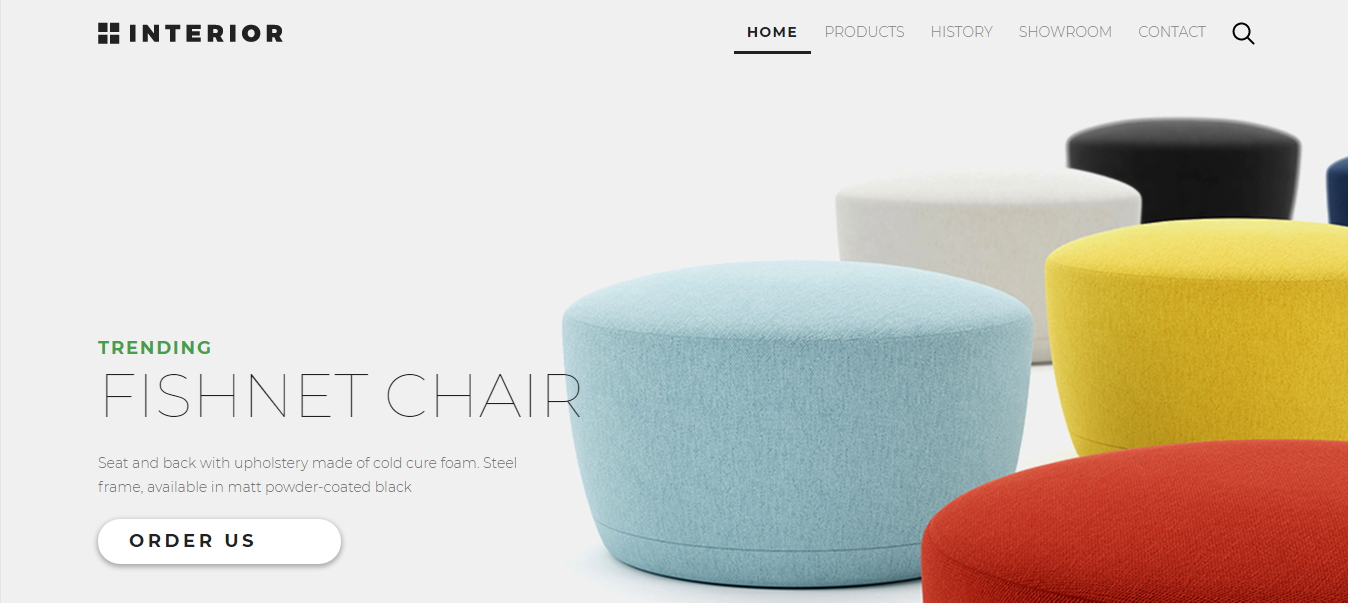 INTERIOR
HOME PRODUCTS HISTORY SHOWROOM CONTACT
TRENDING
FISHNET CHAIR
Seat and back with upholstery made of cold cure foam. Steel
frame, available in matt powder-coated black
ORDER US